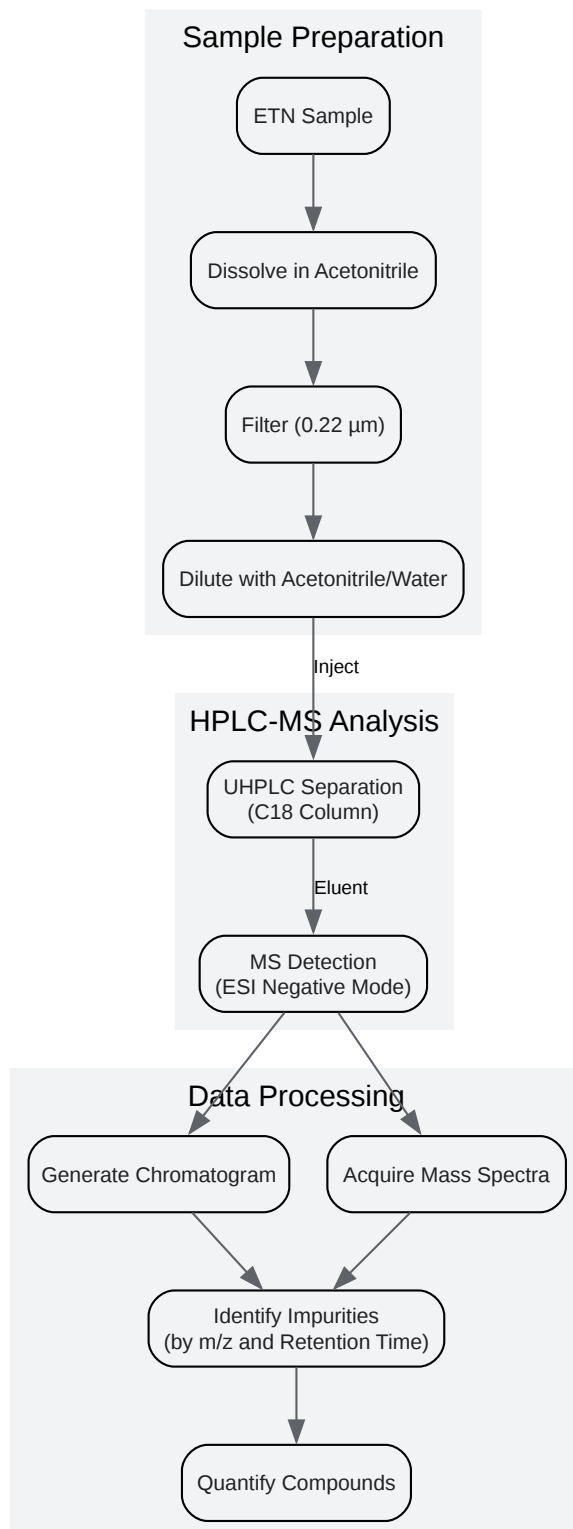 Sample Preparation
ETN Sample
Dissolve in Acetonitrile
Filter (0.22 µm)
Dilute with Acetonitrile/Water
Inject
HPLC-MS Analysis
UHPLC Separation
(C18 Column)
Eluent
MS Detection
(ESI Negative Mode)
Data Processing
Generate Chromatogram
Acquire Mass Spectra
Identify Impurities
(by m/z and Retention Time)
Quantify Compounds